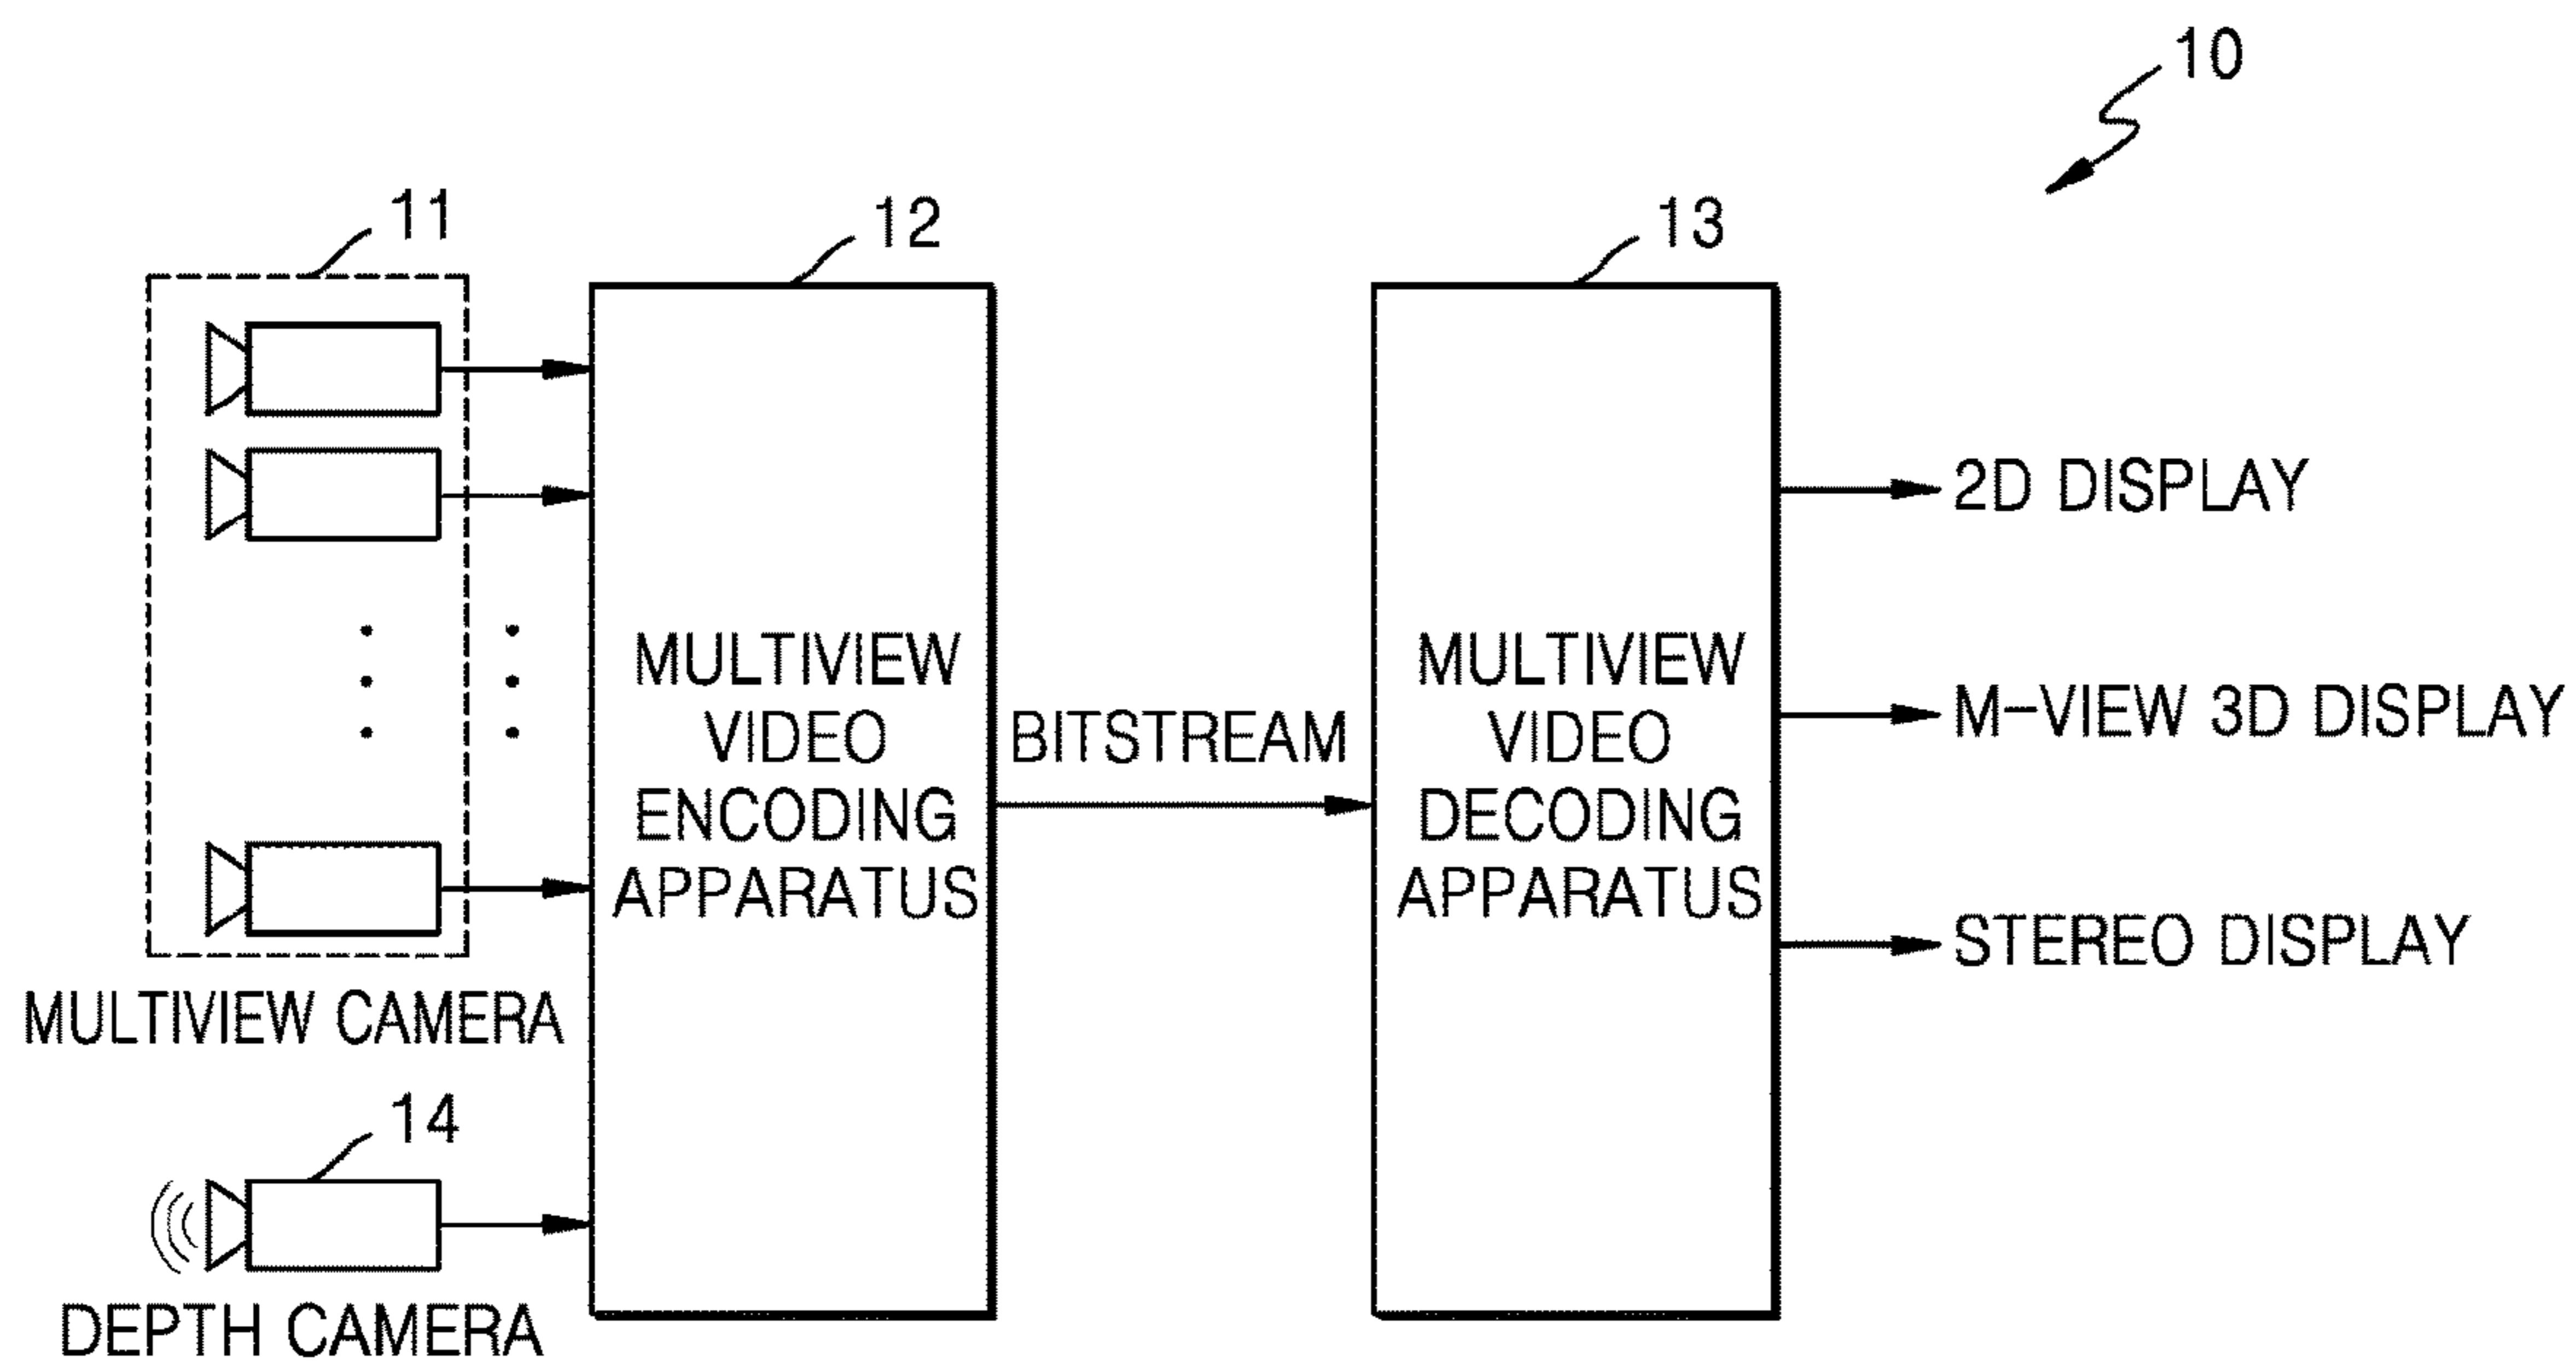 10
11
12
13
2D DISPLAY
MULTIVIEW
VIDEO
ENCODING
APPARATUS
BITSTREAM
MULTIVIEW
VIDEO
DECODING
APPARATUS
M-VIEW 3D DISPLAY
STEREO DISPLAY
MULTIVIEW CAMERA
14
DEPTH CAMERA